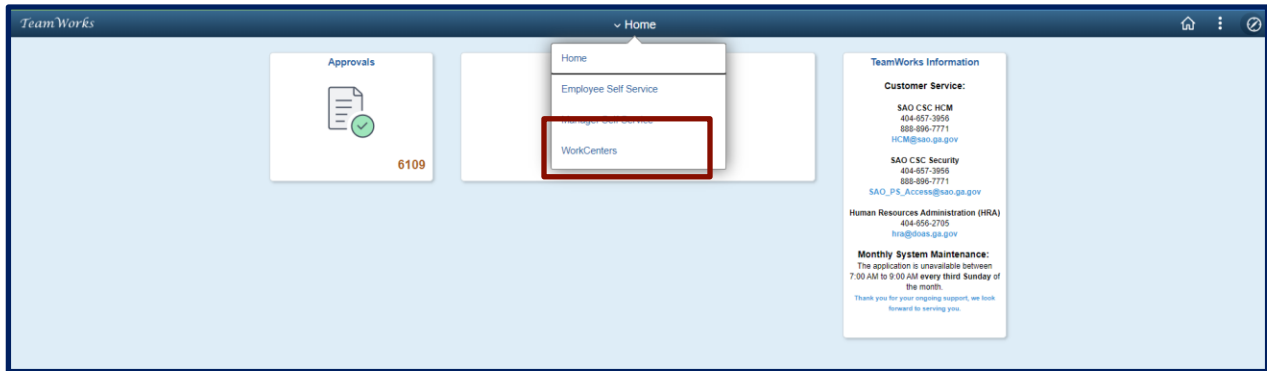 TeamWorks
Home
Approvals
6109
Home
Employee Self Service
Manager Self Service
WorkCenters
TeamWorks Information
Customer Service:
SAO CSC HCM
404-657-3956
888-896-7771
HCM@sao.ga.gov
SAO CSC Security
404-657-3956
888-896-7771
SAO_PS_Access@sao.ga.gov
Human Resources Administration (HRA)
404-656-2705
hra@doas.ga.gov
Monthly System Maintenance:
The application is unavailable between
7:00 AM to 9:00 AM every third Sunday of
the month.
Thank you for your ongoing support, we look
forward to serving you.